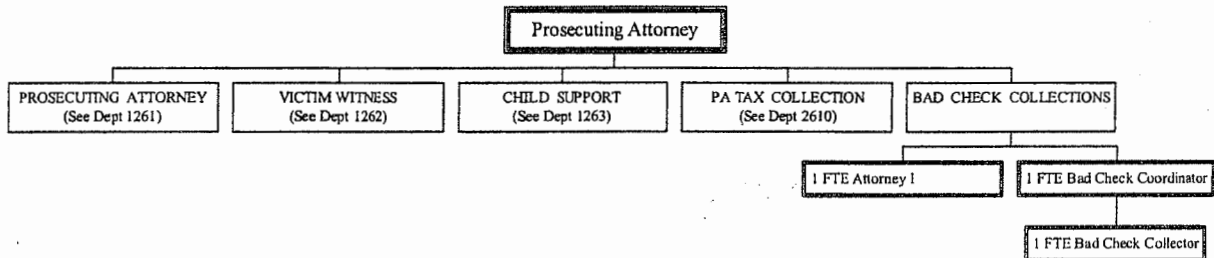 Prosecuting Attorney
PROSECUTING ATTORNEY
(See Dept 1261)
VICTIM WITNESS
(See Dept 1262)
CHILD SUPPORT
(See Dept 1263)
PA TAX COLLECTION
(See Dept 2610)
BAD CHECK COLLECTIONS
1 FTE Attorney I
1 FTE Bad Check Coordinator
1 FTE Bad Check Collector